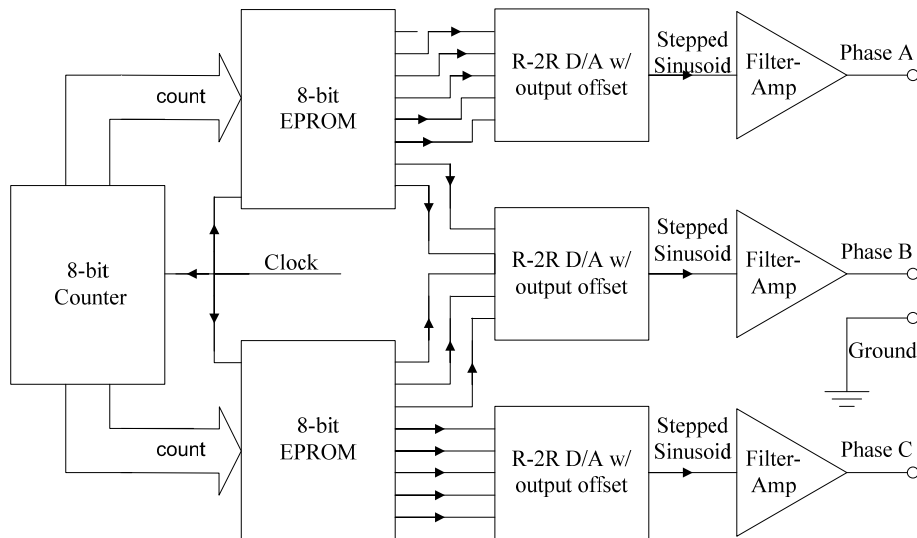 8-bit
EPROM
R-2R D/A w/
output offset
Stepped
Sinusoid
Filter-
Amp
Phase A
count
8-bit
Counter
Clock
R-2R D/A w/
output offset
Stepped
Sinusoid
Filter-
Amp
Phase B
Ground
count
8-bit
EPROM
R-2R D/A w/
output offset
Stepped
Sinusoid
Filter-
Amp
Phase C